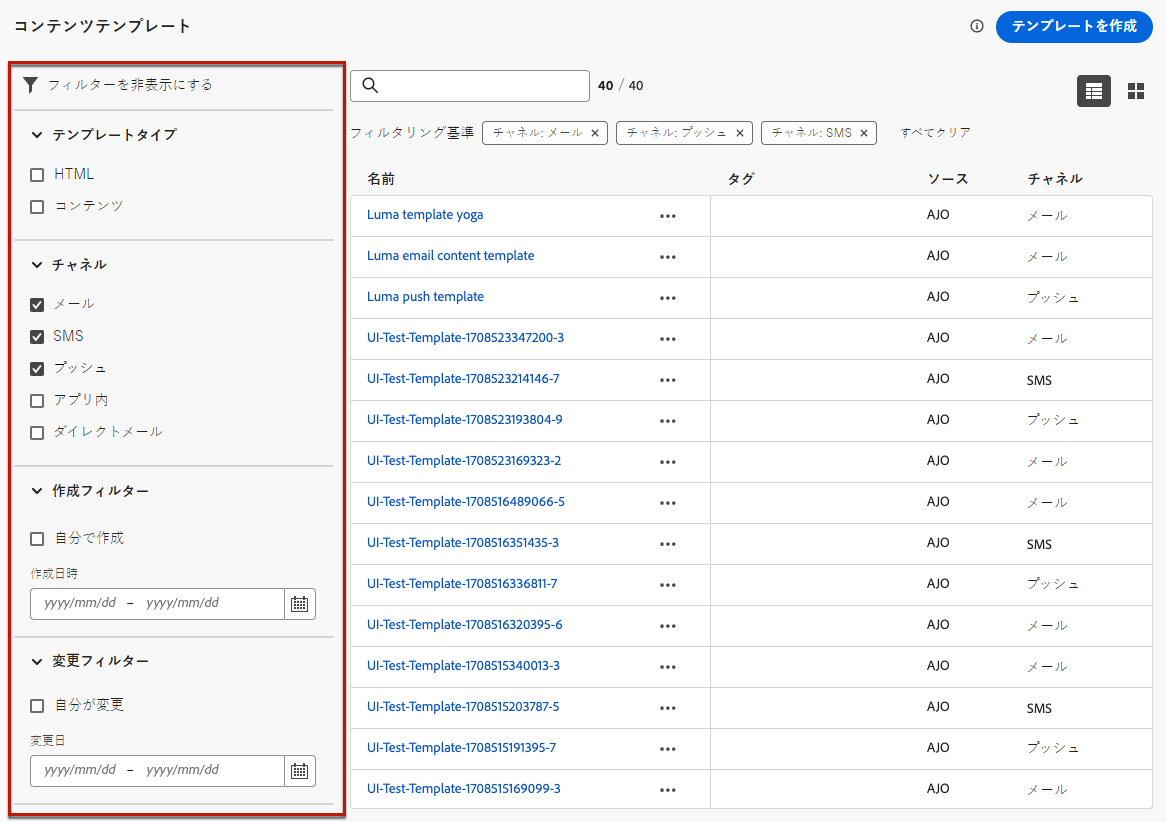 コンテンツテンプレート
テンプレートを作成
フィルターを非表示にする
テンプレートタイプ
HTML
コンテンツ
チャネル
メール
SMS
プッシュ
アプリ内
ダイレクトメール
作成フィルター
自分で作成
作成日時
yyyy/mm/dd – yyyy/mm/dd
変更フィルター
自分が変更
変更日
yyyy/mm/dd – yyyy/mm/dd
40 / 40
フィルタリング基準 チャネル: メール × チャネル: プッシュ × チャネル: SMS × すべてクリア
名前 タグ ソース チャネル
Luma template yoga AJO メール
Luma email content template AJO メール
Luma push template AJO プッシュ
UI-Test-Template-1708523347200-3 AJO メール
UI-Test-Template-1708523214146-7 AJO SMS
UI-Test-Template-1708523193804-9 AJO プッシュ
UI-Test-Template-1708523169323-2 AJO メール
UI-Test-Template-1708516489066-5 AJO メール
UI-Test-Template-1708516351435-3 AJO SMS
UI-Test-Template-1708516336811-7 AJO プッシュ
UI-Test-Template-1708516320395-6 AJO メール
UI-Test-Template-1708515340013-3 AJO メール
UI-Test-Template-1708515203787-5 AJO SMS
UI-Test-Template-1708515191395-7 AJO プッシュ
UI-Test-Template-1708515169099-3 AJO メール